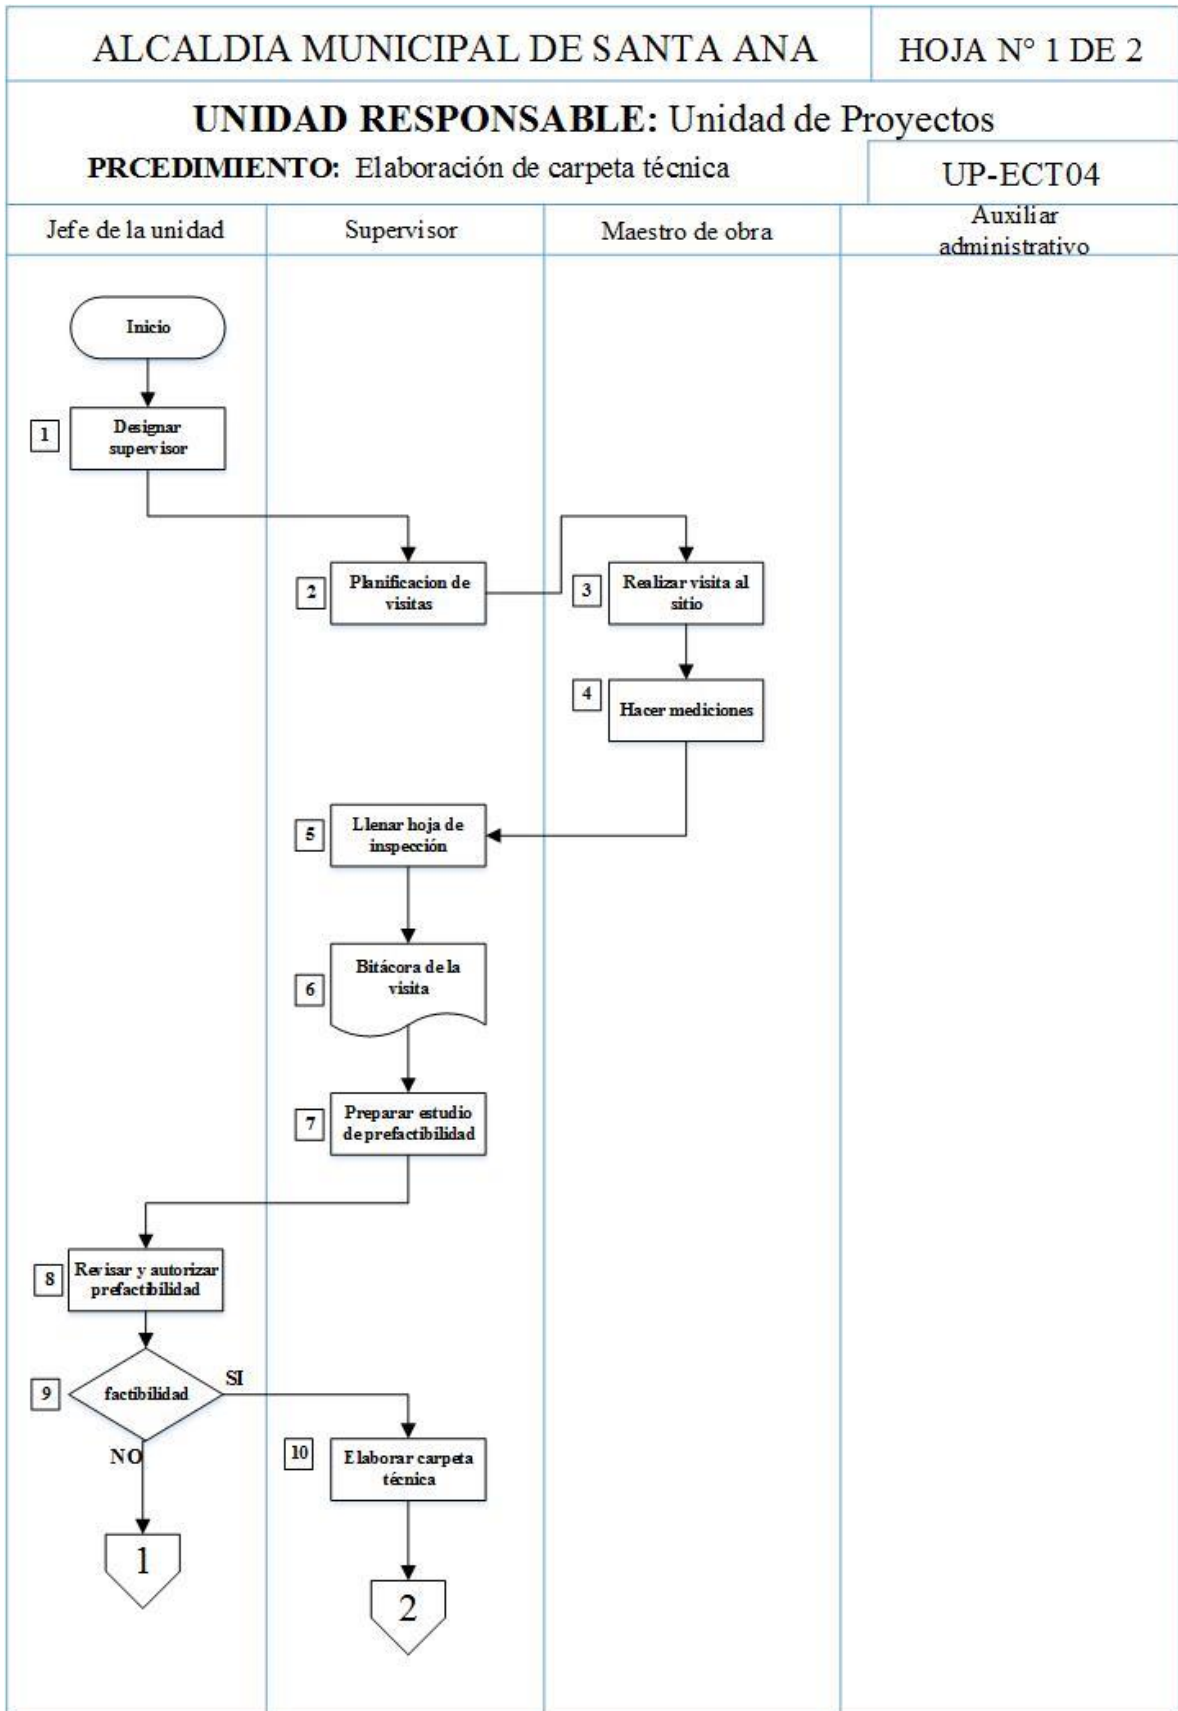 ALCALDIA MUNICIPAL DE SANTA ANA
HOJA N° 1 DE 2
UNIDAD RESPONSABLE: Unidad de Proyectos
PRCEDIMIENTO: Elaboración de carpeta técnica
UP-ECT04
Jefe de la unidad
Supervisor
Maestro de obra
Auxiliar
administrativo
Inicio
1
Designar
supervisor
2
Planificacion de
visitas
3
Realizar visita al
sitio
4
Hacer mediciones
5
Llenar hoja de
inspección
6
Bitácora de la
visita
7
Preparar estudio
de prefactibilidad
8
Revisar y autorizar
prefactibilidad
9
factibilidad
SI
NO
10
Elaborar carpeta
técnica
1
2